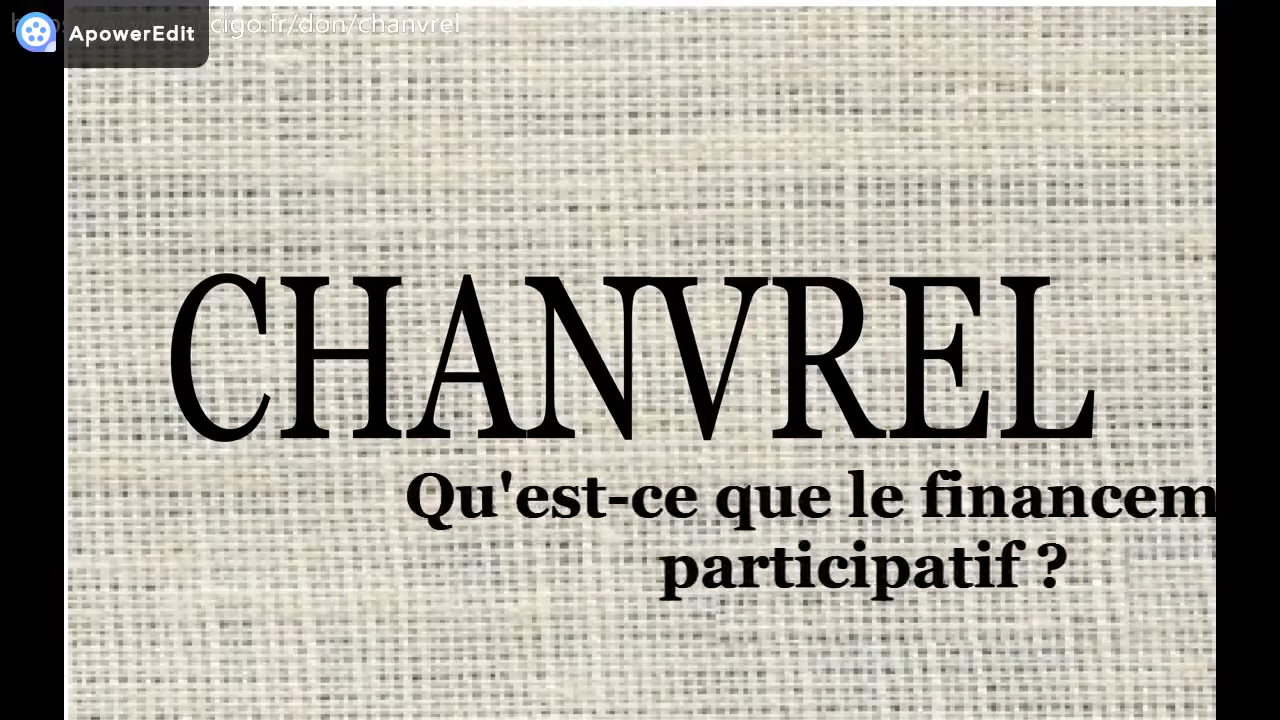 cigo.fr/don/chanvrel
ApowerEdit
CHANVREL
Qu'est-ce que le financem
participatif ?